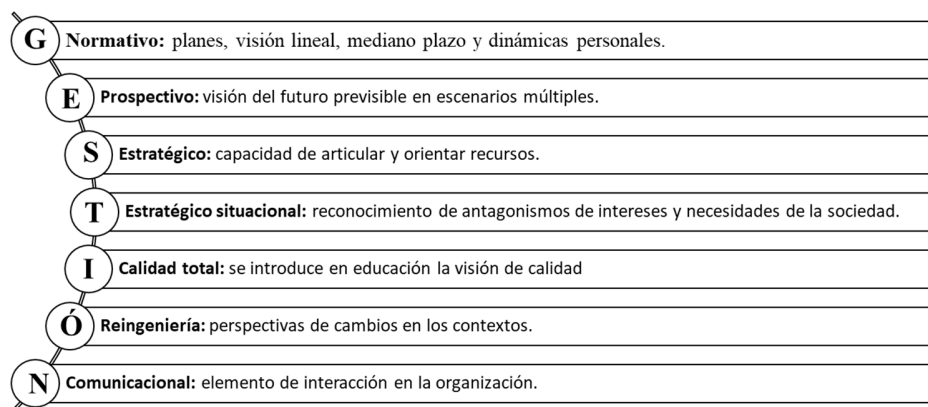 G Normativo: planes, visión lineal, mediano plazo y dinámicas personales.
E Prospectivo: visión del futuro previsible en escenarios múltiples.
S Estratégico: capacidad de articular y orientar recursos.
T Estratégico situacional: reconocimiento de antagonismos de intereses y necesidades de la sociedad.
I Calidad total: se introduce en educación la visión de calidad
Ó Reingeniería: perspectivas de cambios en los contextos.
N Comunicacional: elemento de interacción en la organización.